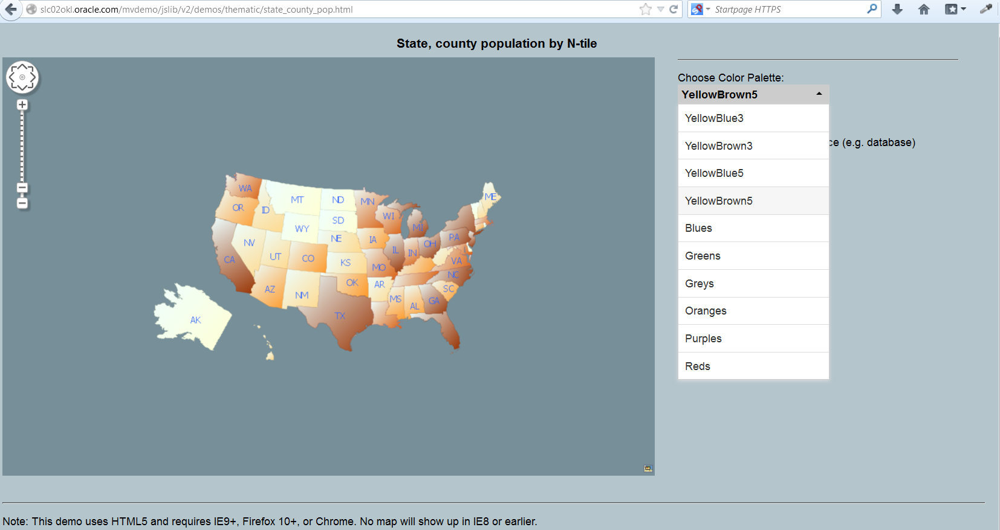 slc02okl.oracle.com/mvdemo/jslib/v2/demos/thematic/state_county_pop.html
Startpage HTTPS
State, county population by N-tile
Choose Color Palette:
YellowBrown5
YellowBlue3
YellowBrown3
ce (e.g. database)
YellowBlue5
YellowBrown5
Blues
Greens
Greys
Oranges
Purples
Reds
WA
MT
ND
MN
ME
OR
ID
SD
WI
WY
MI
NV
NE
IA
PA
OH
UT
CO
KS
IL
IN
CA
MO
VA
NC
AZ
NM
OK
AR
SC
MS
AL
GA
TX
AK
Note: This demo uses HTML5 and requires IE9+, Firefox 10+, or Chrome. No map will show up in IE8 or earlier.